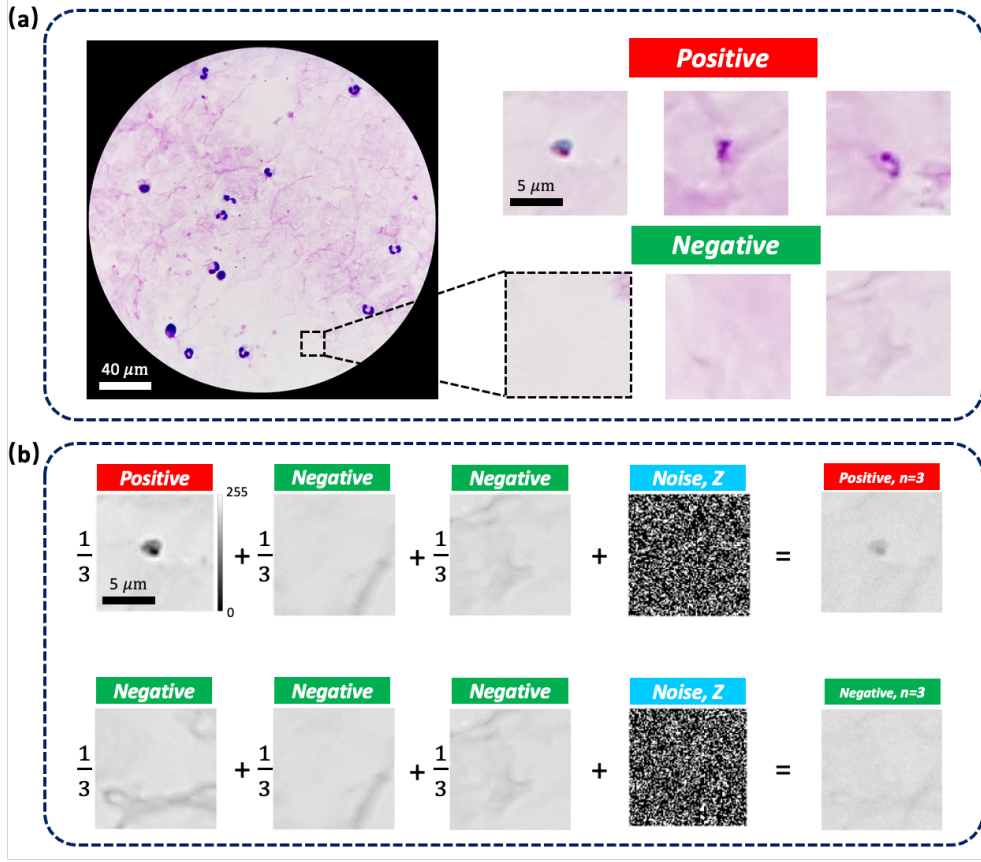 (a)
Positive
5 μm
Negative
40 μm
(b)
Positive Negative Negative Noise, Z Positive, n=3
255
1/3 + 1/3 + 1/3 + =
5 μm
0
Negative Negative Negative Noise, Z Negative, n=3
1/3 + 1/3 + 1/3 + =